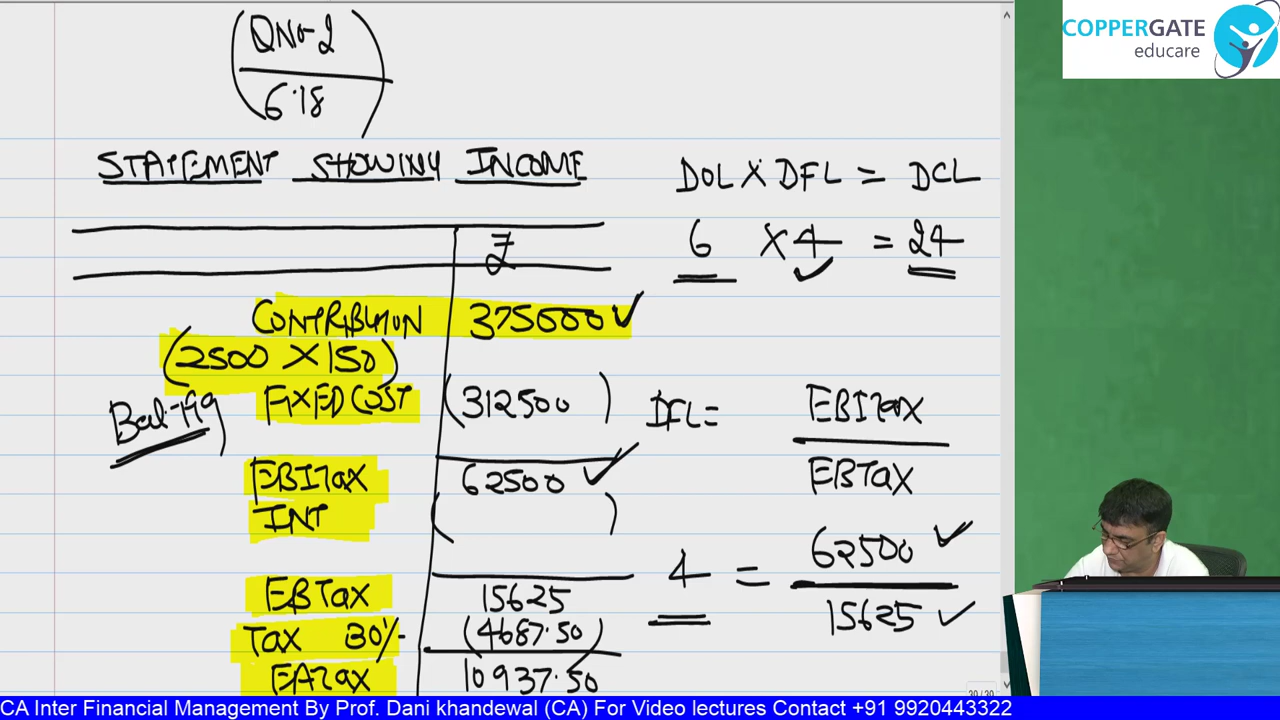 QNo-2
6.18
COPPERGATE
educare
STATEMENT SHOWING INCOME
₹
CONTRIBUTION 375000 ✓
(2500 × 150)
Bal. fig FIXED COST (312500)
EBITax 62500 ✓
INT ( )
EBTax 15625
Tax 30% (4687.50)
EATax 10937.50
DOL × DFL = DCL
6 × 4 = 24
DFL = EBITax
EBTAX
4 = 62500 ✓
15625 ✓
30/30
CA Inter Financial Management By Prof. Dani khandewal (CA) For Video lectures Contact +91 9920443322